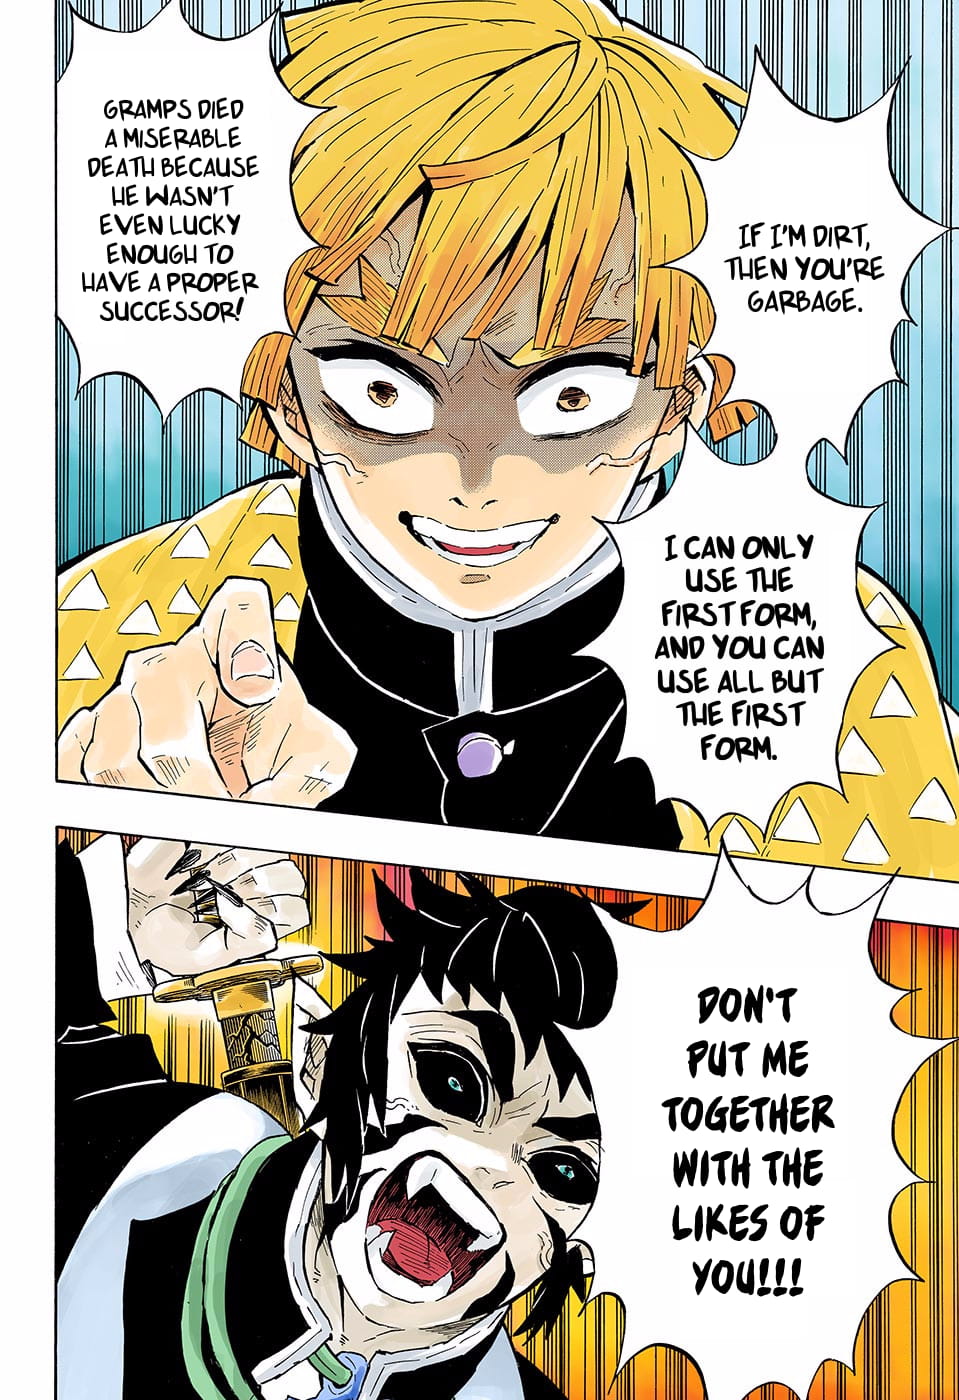 IF I'M DIRT,
THEN YOU'RE
GARBAGE.
I CAN ONLY
USE THE
FIRST FORM,
AND YOU CAN
USE ALL BUT
THE FIRST
FORM.
GRAMPS DIED
A MISERABLE
DEATH BECAUSE
HE WASN'T
EVEN LUCKY
ENOUGH TO
HAVE A PROPER
SUCCESSOR!
DON'T
PUT ME
TOGETHER
WITH THE
LIKES OF
YOU!!!